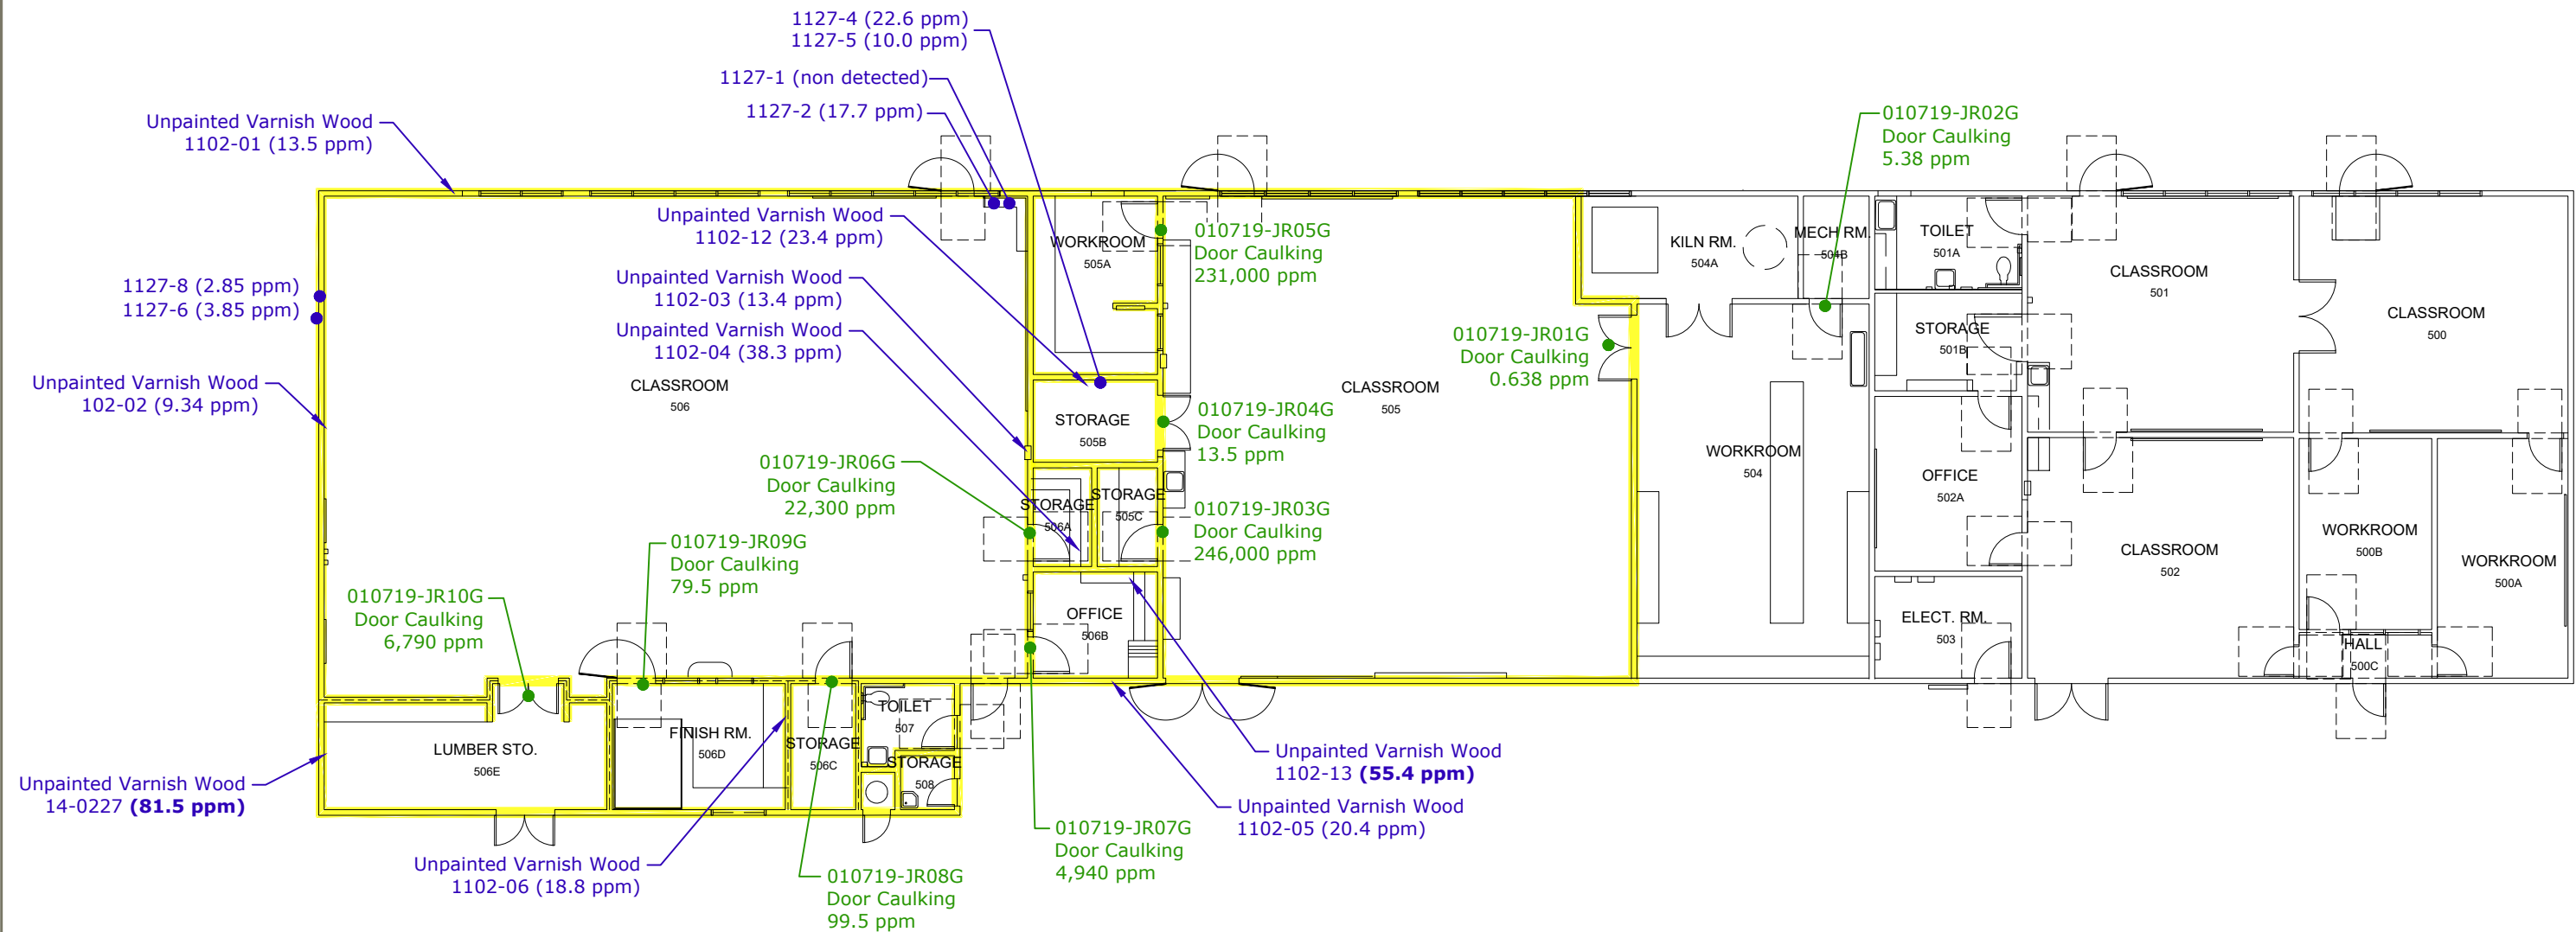 1127-4 (22.6 ppm)
1127-5 (10.0 ppm)
1127-1 (non detected)
1127-2 (17.7 ppm)
Unpainted Varnish Wood
1102-01 (13.5 ppm)
010719-JR02G
Door Caulking
5.38 ppm
Unpainted Varnish Wood
1102-12 (23.4 ppm)
WORKROOM
505A
010719-JR05G
Door Caulking
231,000 ppm
KILN RM.
504A
MECH RM.
504B
TOILET
501A
CLASSROOM
501
CLASSROOM
500
1127-8 (2.85 ppm)
1127-6 (3.85 ppm)
Unpainted Varnish Wood
1102-03 (13.4 ppm)
Unpainted Varnish Wood
1102-04 (38.3 ppm)
010719-JR01G
Door Caulking
0.638 ppm
STORAGE
501B
Unpainted Varnish Wood
102-02 (9.34 ppm)
CLASSROOM
506
CLASSROOM
505
STORAGE
505B
010719-JR04G
Door Caulking
13.5 ppm
WORKROOM
504
010719-JR06G
Door Caulking
22,300 ppm
STORAGE
506A
STORAGE
505C
010719-JR03G
Door Caulking
246,000 ppm
OFFICE
502A
CLASSROOM
502
WORKROOM
500B
WORKROOM
500A
010719-JR09G
Door Caulking
79.5 ppm
010719-JR10G
Door Caulking
6,790 ppm
OFFICE
506B
ELECT. RM.
503
HALL
500C
LUMBER STO.
506E
FINISH RM.
506D
STORAGE
506C
TOILET
507
STORAGE
508
Unpainted Varnish Wood
14-0227 (81.5 ppm)
Unpainted Varnish Wood
1102-13 (55.4 ppm)
Unpainted Varnish Wood
1102-05 (20.4 ppm)
010719-JR07G
Door Caulking
4,940 ppm
Unpainted Varnish Wood
1102-06 (18.8 ppm)
010719-JR08G
Door Caulking
99.5 ppm